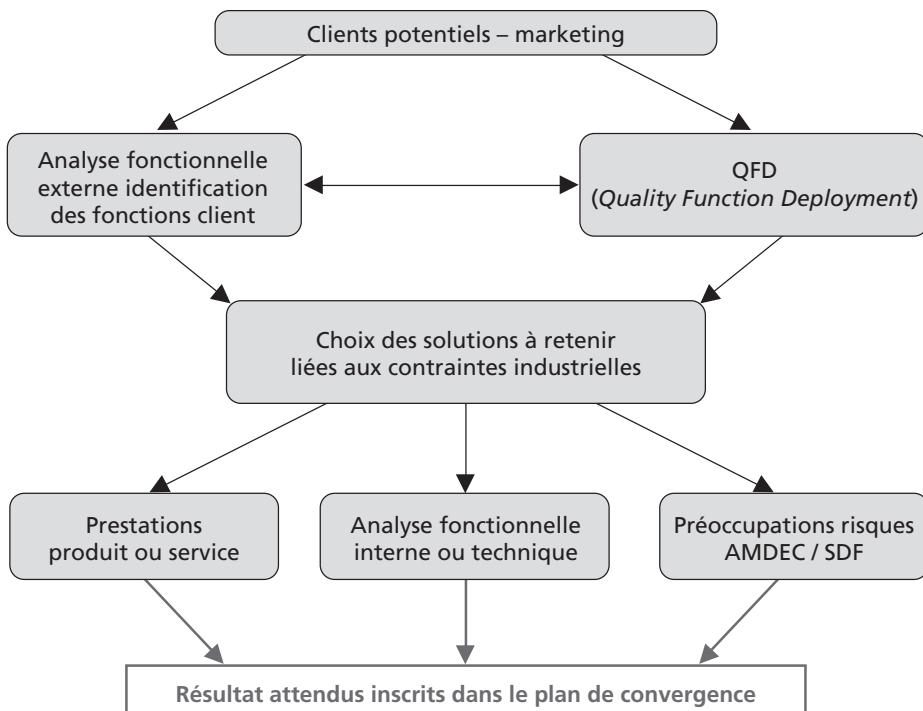 Clients potentiels – marketing
Analyse fonctionnelle
externe identification
des fonctions client
QFD
(Quality Function Deployment)
Choix des solutions à retenir
liées aux contraintes industrielles
Prestations
produit ou service
Analyse fonctionnelle
interne ou technique
Préoccupations risques
AMDEC / SDF
Résultat attendus inscrits dans le plan de convergence